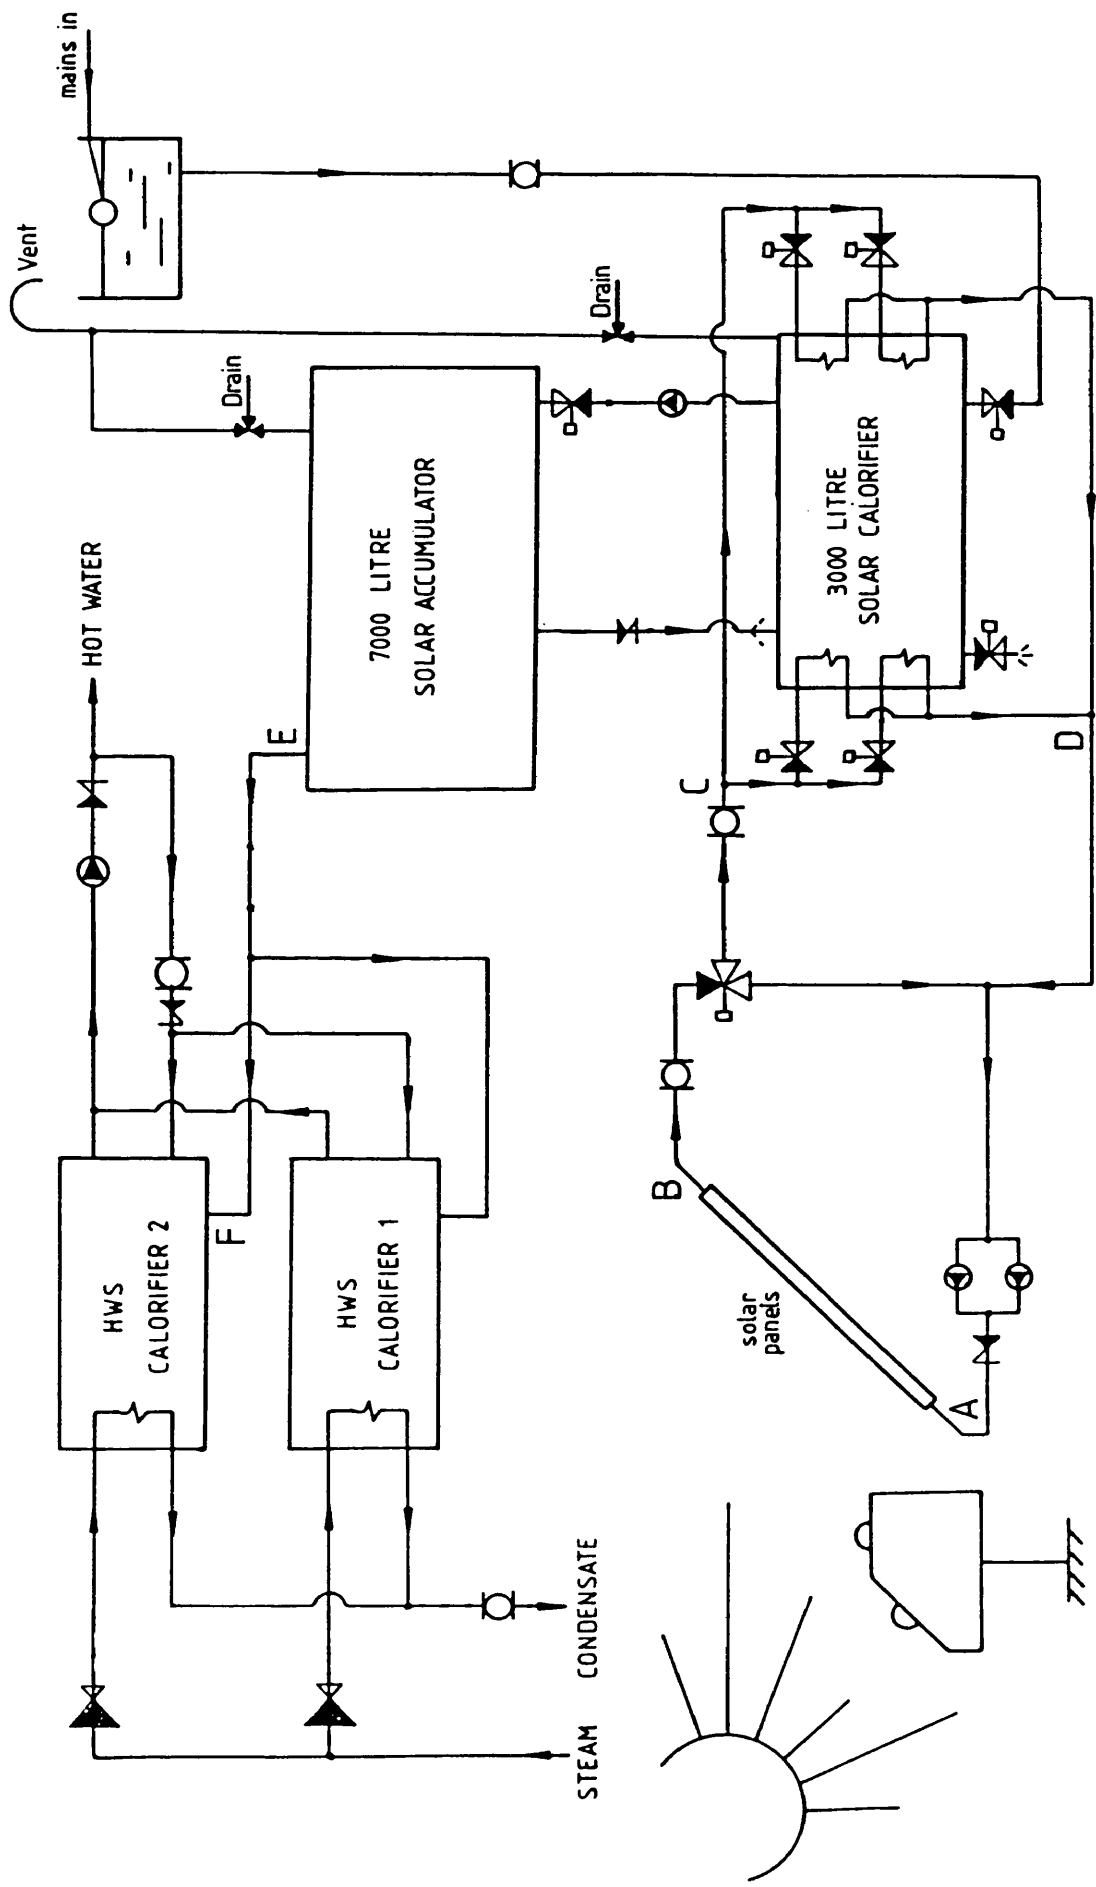 mains in
Vent
Drain
Drain
HOT WATER
7000 LITRE
SOLAR ACCUMULATOR
3000 LITRE
SOLAR CALORIFIER
E
C
D
HWS
CALORIFIER 2
F
HWS
CALORIFIER 1
B
solar
panels
A
STEAM
CONDENSATE